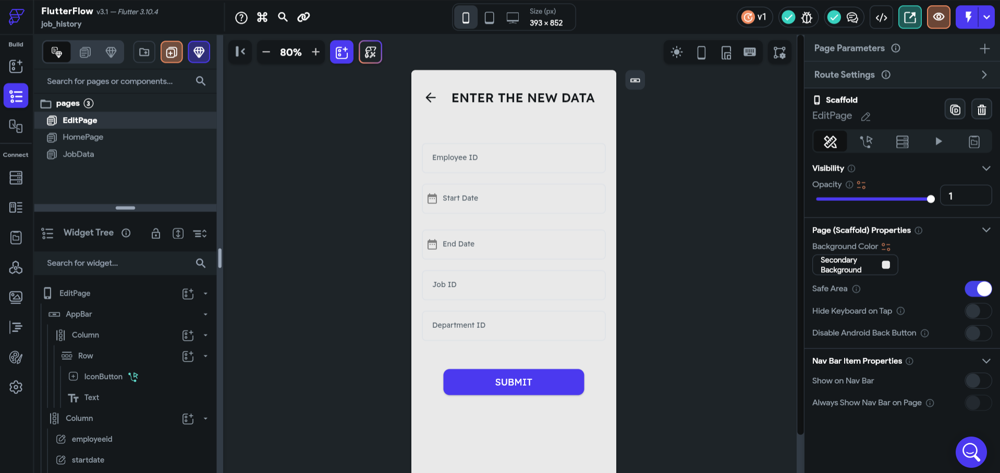 FlutterFlow v3.1 — Flutter 3.10.4
job_history
Size (px)
393 × 852
v1
Build
Connect
Search for pages or components...
pages 3
EditPage
HomePage
JobData
Widget Tree
Search for widget...
EditPage
AppBar
Column
Row
IconButton
Text
Column
employeeid
startdate
80%
ENTER THE NEW DATA
Employee ID
Start Date
End Date
Job ID
Department ID
SUBMIT
Page Parameters
Route Settings
Scaffold
EditPage
Visibility
Opacity
1
Page (Scaffold) Properties
Background Color
Secondary
Background
Safe Area
Hide Keyboard on Tap
Disable Android Back Button
Nav Bar Item Properties
Show on Nav Bar
Always Show Nav Bar on Page